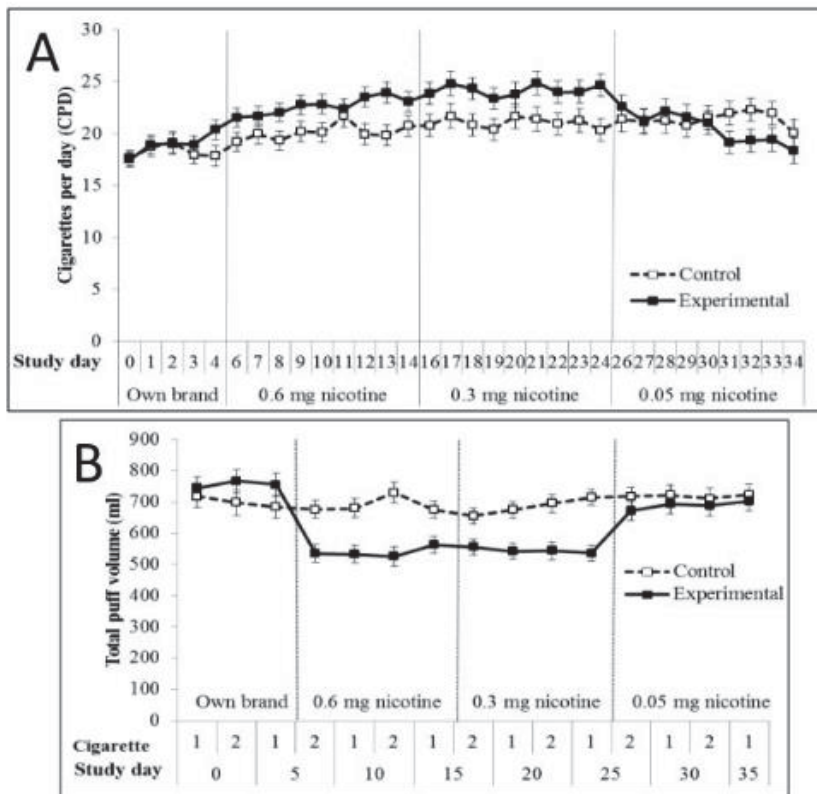 A
30
25
20
15
10
5
0
Cigarettes per day (CPD)
Control
Experimental
Study day 0 1 2 3 4 6 7 8 9 10 11 12 13 14 16 17 18 19 20 21 22 23 24 26 27 28 29 30 31 32 33 34
Own brand 0.6 mg nicotine 0.3 mg nicotine 0.05 mg nicotine
B
900
800
700
600
500
400
300
200
100
0
Total puff volume (ml)
Control
Experimental
Own brand 0.6 mg nicotine 0.3 mg nicotine 0.05 mg nicotine
Cigarette 1 2 1 2 1 2 1 2 1 2 1 2 1 2 1
Study day 0 5 10 15 20 25 30 35